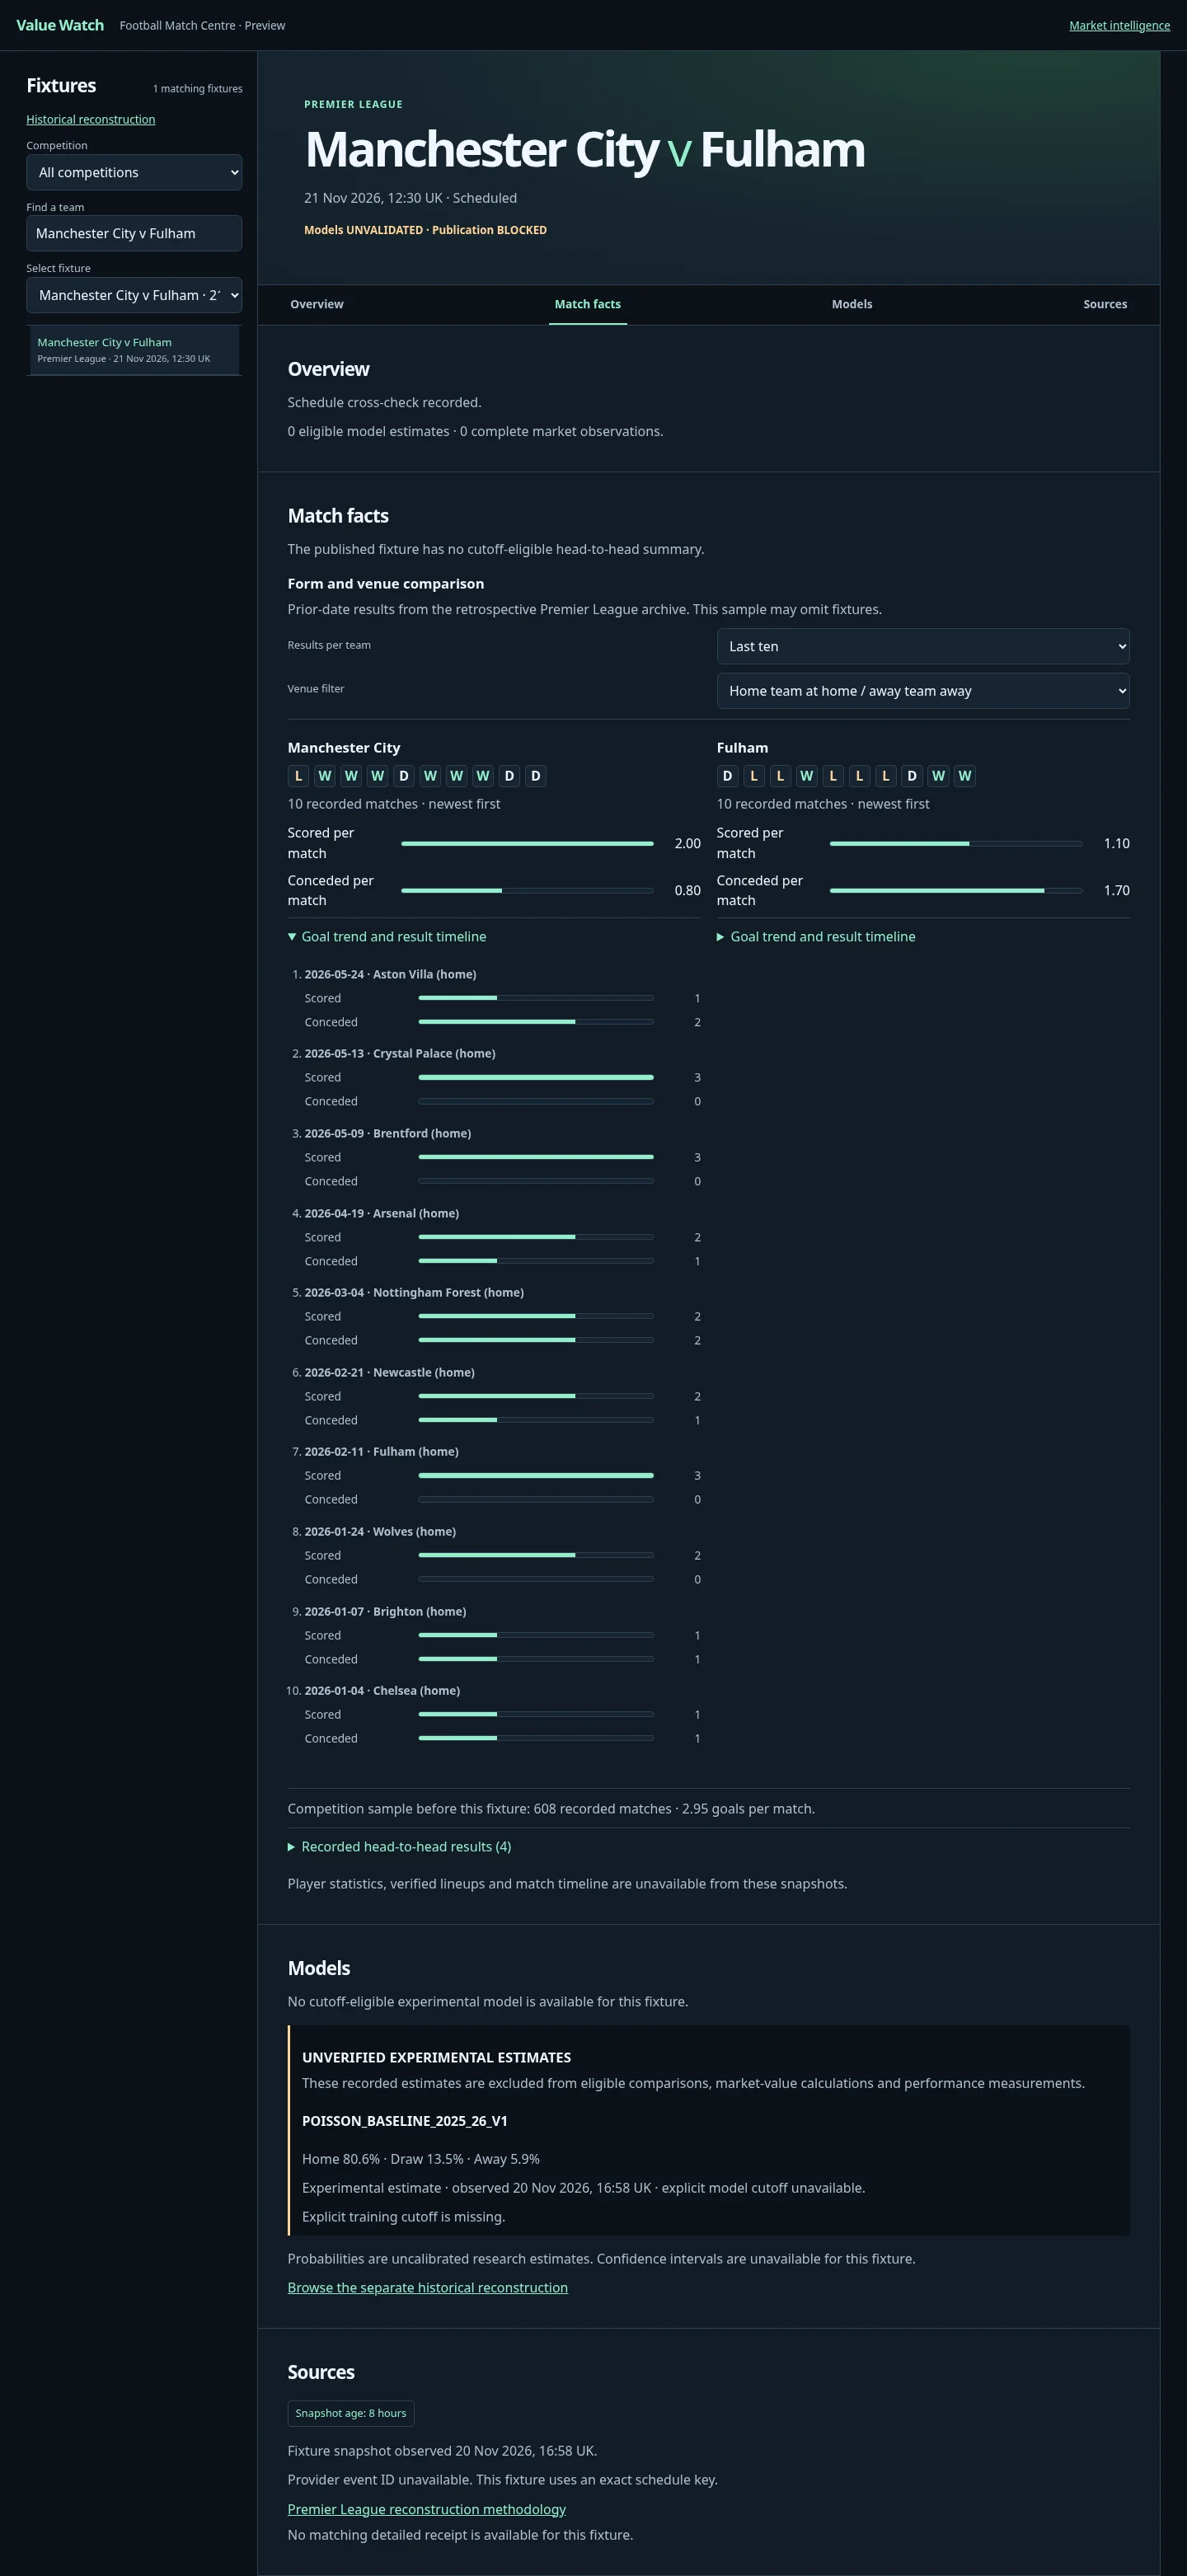 Value Watch Football Match Centre · Preview Market intelligence
Fixtures 1 matching fixtures
Historical reconstruction
Competition
All competitions
Find a team
Manchester City v Fulham
Select fixture
Manchester City v Fulham · 21
Manchester City v Fulham
Premier League · 21 Nov 2026, 12:30 UK
PREMIER LEAGUE
Manchester City v Fulham
21 Nov 2026, 12:30 UK · Scheduled
Models UNVALIDATED · Publication BLOCKED
Overview Match facts Models Sources
Overview
Schedule cross-check recorded.
0 eligible model estimates · 0 complete market observations.
Match facts
The published fixture has no cutoff-eligible head-to-head summary.
Form and venue comparison
Prior-date results from the retrospective Premier League archive. This sample may omit fixtures.
Results per team
Last ten
Venue filter
Home team at home / away team away
Manchester City
L W W W D W W W D D
10 recorded matches · newest first
Scored per match 2.00
Conceded per match 0.80
Goal trend and result timeline
Fulham
D L L W L L L D W W
10 recorded matches · newest first
Scored per match 1.10
Conceded per match 1.70
Goal trend and result timeline
1. 2026-05-24 · Aston Villa (home)
Scored 1
Conceded 2
2. 2026-05-13 · Crystal Palace (home)
Scored 3
Conceded 0
3. 2026-05-09 · Brentford (home)
Scored 3
Conceded 0
4. 2026-04-19 · Arsenal (home)
Scored 2
Conceded 1
5. 2026-03-04 · Nottingham Forest (home)
Scored 2
Conceded 2
6. 2026-02-21 · Newcastle (home)
Scored 2
Conceded 1
7. 2026-02-11 · Fulham (home)
Scored 3
Conceded 0
8. 2026-01-24 · Wolves (home)
Scored 2
Conceded 0
9. 2026-01-07 · Brighton (home)
Scored 1
Conceded 1
10. 2026-01-04 · Chelsea (home)
Scored 1
Conceded 1
Competition sample before this fixture: 608 recorded matches · 2.95 goals per match.
Recorded head-to-head results (4)
Player statistics, verified lineups and match timeline are unavailable from these snapshots.
Models
No cutoff-eligible experimental model is available for this fixture.
UNVERIFIED EXPERIMENTAL ESTIMATES
These recorded estimates are excluded from eligible comparisons, market-value calculations and performance measurements.
POISSON_BASELINE_2025_26_V1
Home 80.6% · Draw 13.5% · Away 5.9%
Experimental estimate · observed 20 Nov 2026, 16:58 UK · explicit model cutoff unavailable.
Explicit training cutoff is missing.
Probabilities are uncalibrated research estimates. Confidence intervals are unavailable for this fixture.
Browse the separate historical reconstruction
Sources
Snapshot age: 8 hours
Fixture snapshot observed 20 Nov 2026, 16:58 UK.
Provider event ID unavailable. This fixture uses an exact schedule key.
Premier League reconstruction methodology
No matching detailed receipt is available for this fixture.